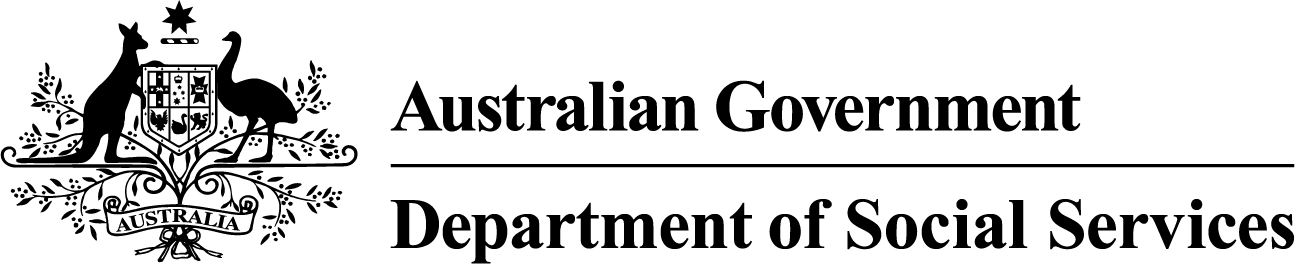 Australian Government
Department of Social Services
AUSTRALIA